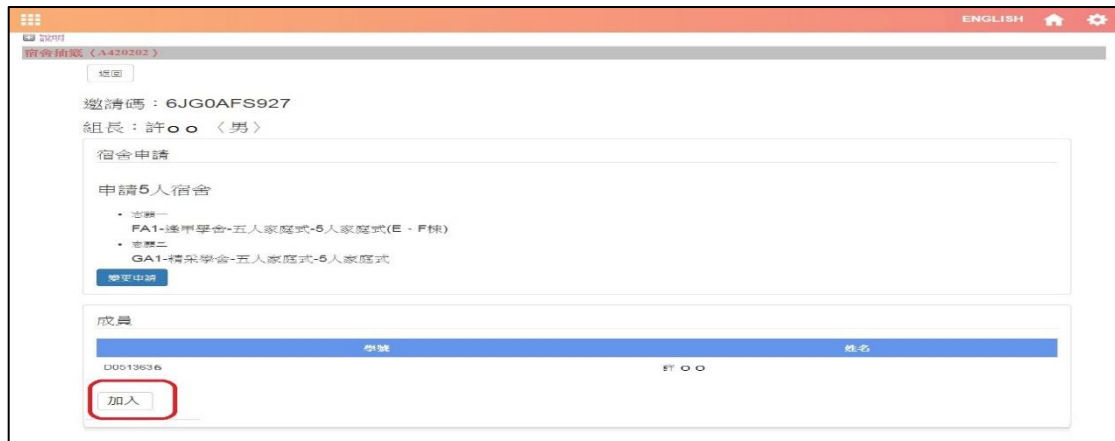 ENGLISH
說明
宿舍抽籤（A420202）
返回
邀請碼：6JG0AFS927
組長：許o o 〈男〉
宿舍申請
申請5人宿舍
• 志願一
FA1-逢甲學舍-五人家庭式-5人家庭式(E、F棟)
• 志願二
GA1-精采學舍-五人家庭式-5人家庭式
變更申請
成員
學號 姓名
D0513636 許 O O
加入